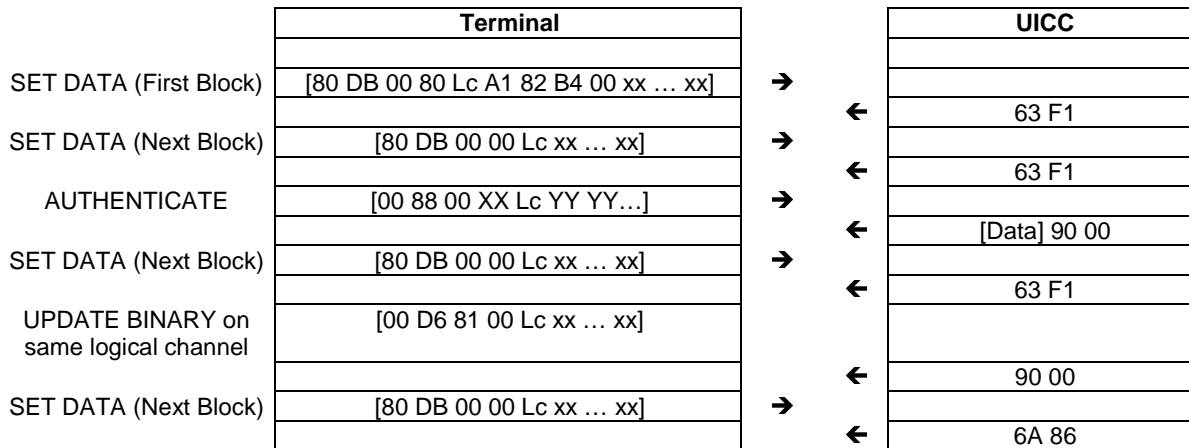 Terminal UICC
SET DATA (First Block) [80 DB 00 80 Lc A1 82 B4 00 xx … xx] ➔
← 63 F1
SET DATA (Next Block) [80 DB 00 00 Lc xx … xx] ➔
← 63 F1
AUTHENTICATE [00 88 00 XX Lc YY YY…] ➔
← [Data] 90 00
SET DATA (Next Block) [80 DB 00 00 Lc xx … xx] ➔
← 63 F1
UPDATE BINARY on [00 D6 81 00 Lc xx … xx]
same logical channel
← 90 00
SET DATA (Next Block) [80 DB 00 00 Lc xx … xx] ➔
← 6A 86